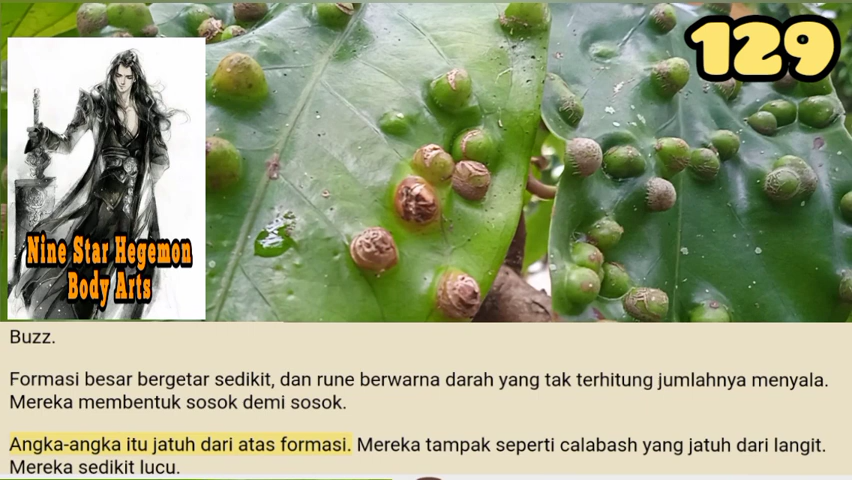 129
Nine Star Hegemon
Body Arts
Buzz.
Formasi besar bergetar sedikit, dan rune berwarna darah yang tak terhitung jumlahnya menyala.
Mereka membentuk sosok demi sosok.
Angka-angka itu jatuh dari atas formasi. Mereka tampak seperti calabash yang jatuh dari langit.
Mereka sedikit lucu.